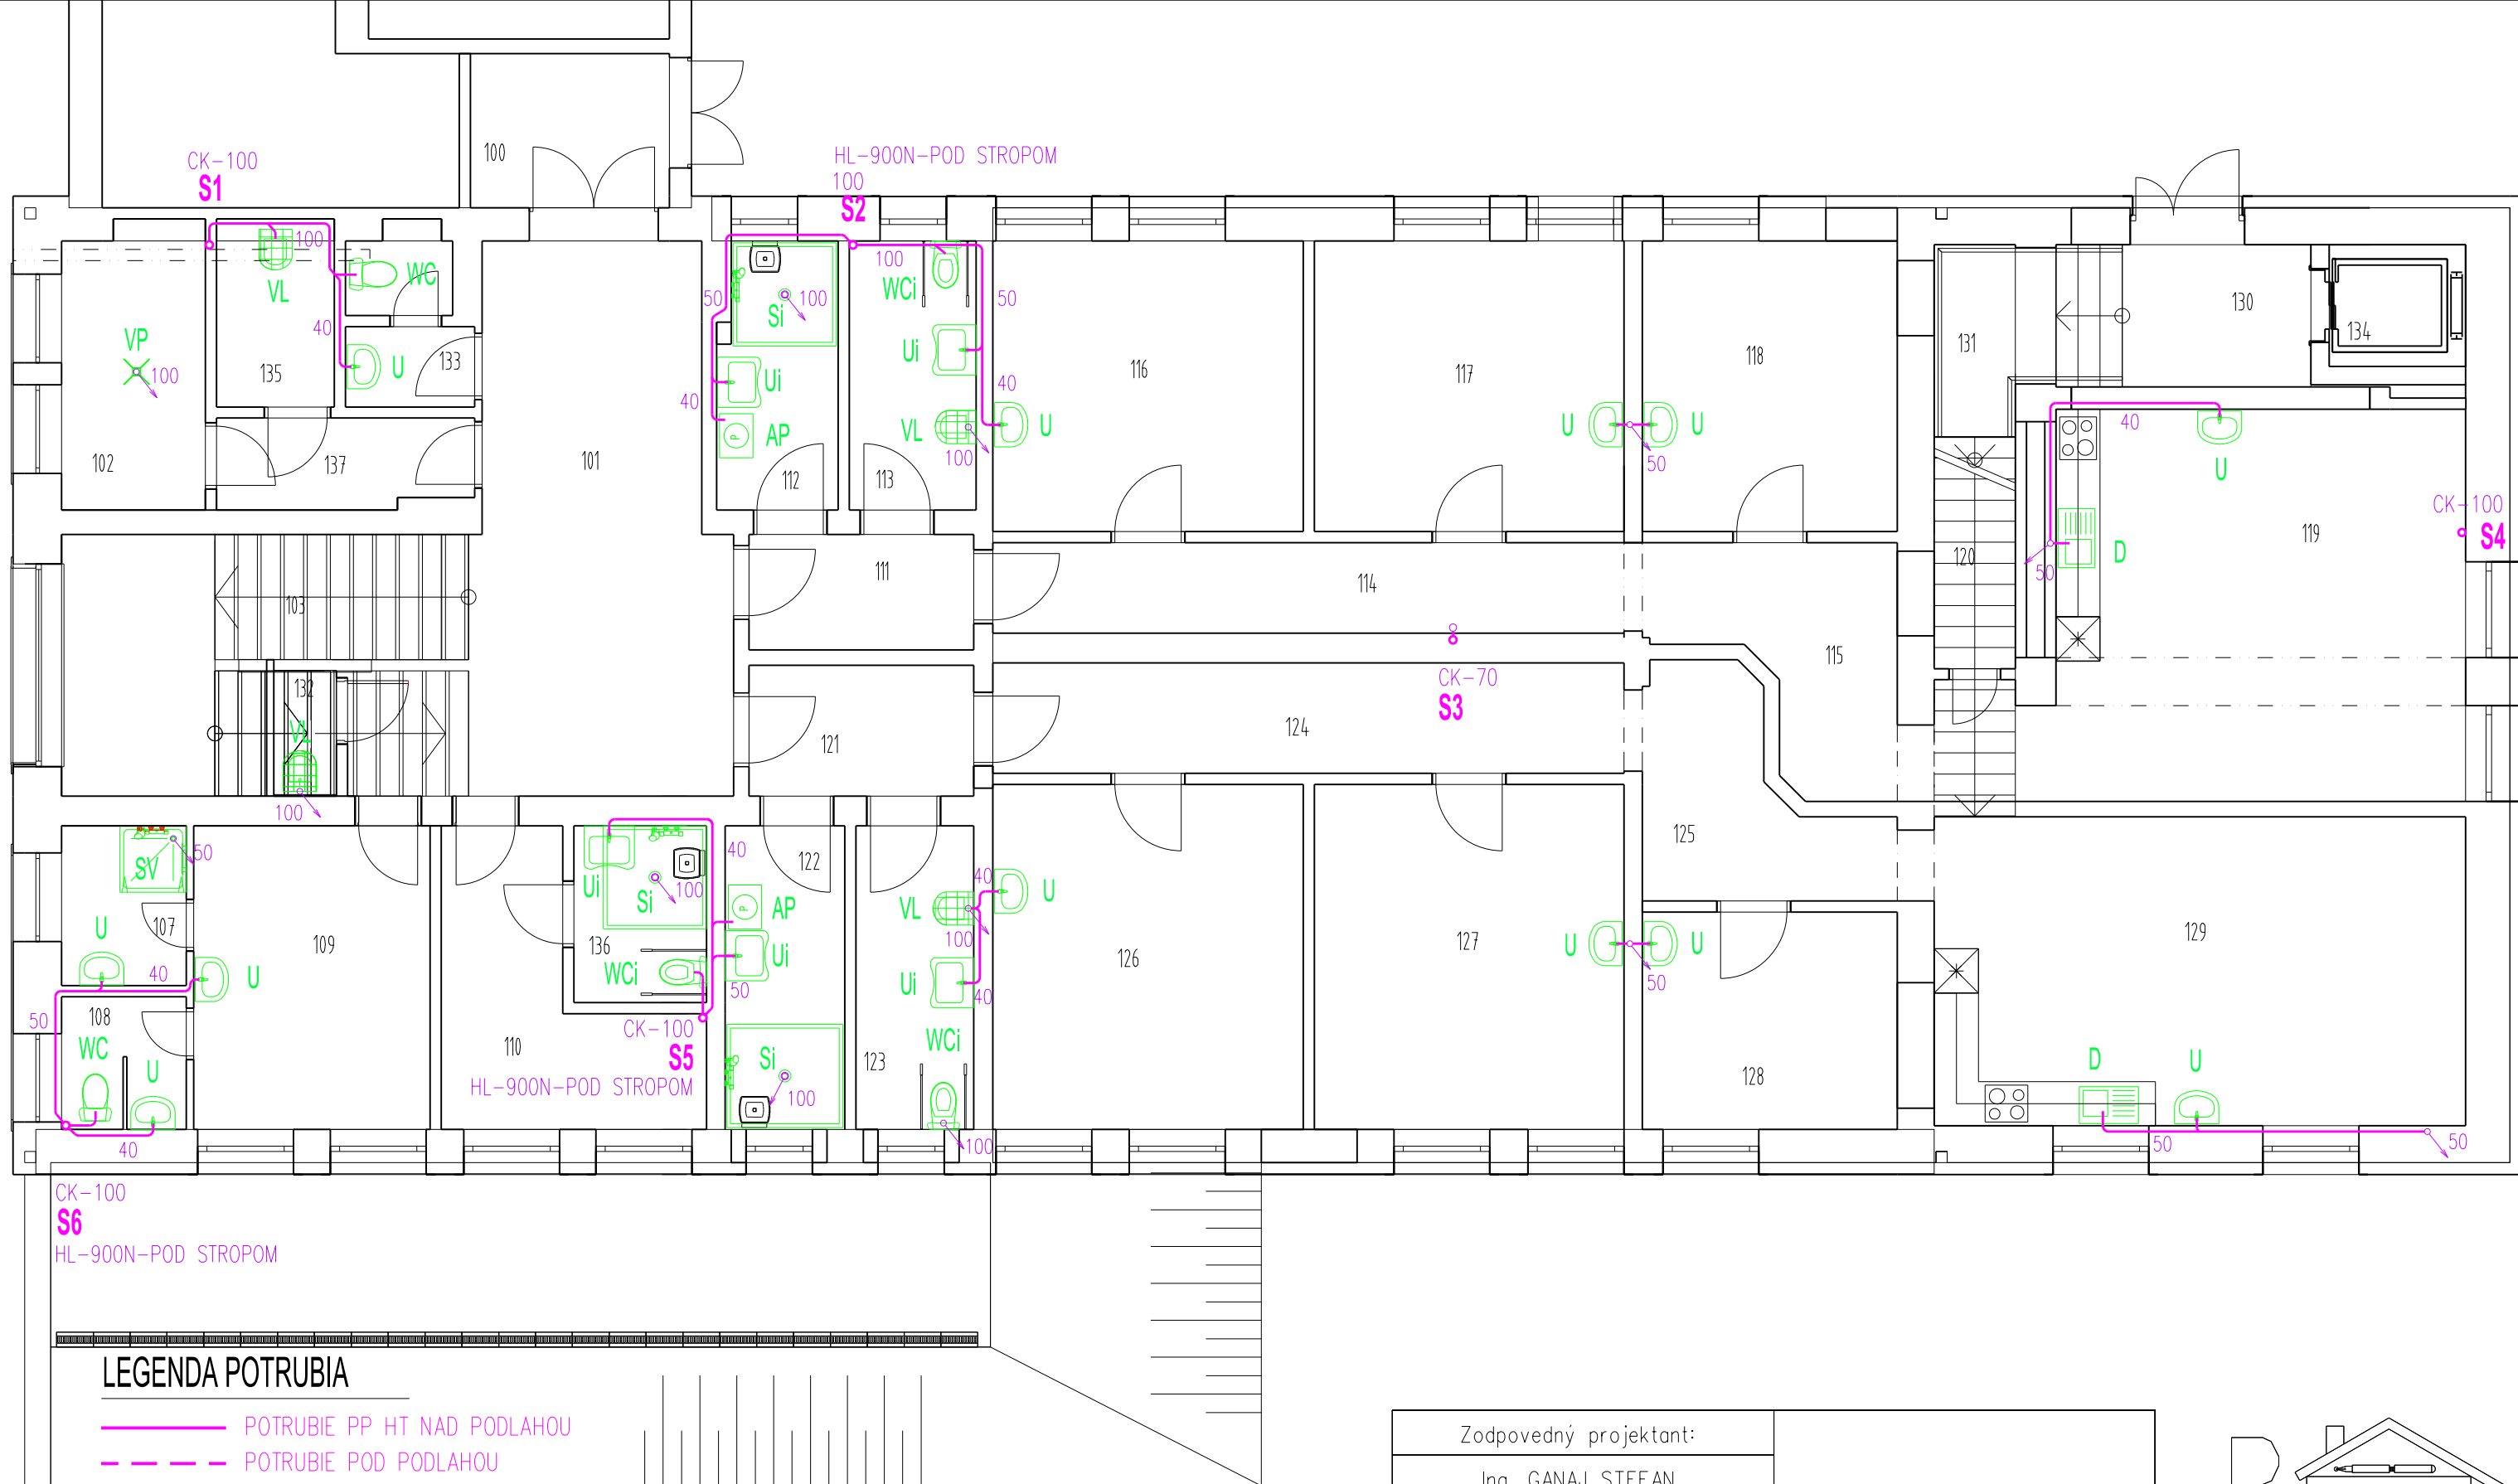 CK-100
S1
100
HL-900N-POD STROPOM
100
S2
100
WC
VL
40
VP
100
135
U
133
102
137
101
50
100
Si
100
WCi
50
Ui
Ui
40
40
AP
VL
U
100
112
113
116
117
118
U
U
50
131
130
134
40
U
CK-100
S4
119
D
50
120
111
114
115
103
132
VL
100
CK-70
S3
124
121
125
SV
50
U
107
40
109
U
50
108
WC
U
40
110
Ui
Si
100
136
WCi
CK-100
S5
HL-900N-POD STROPOM
40
122
AP
Ui
50
Si
100
VL
100
40
U
Ui
40
WCi
123
100
126
127
U
U
50
128
129
D
U
50
50
CK-100
S6
HL-900N-POD STROPOM
LEGENDA POTRUBIA
POTRUBIE PP HT NAD PODLAHOU
POTRUBIE POD PODLAHOU
Zodpovedný projektant:
Ing. GANAJ STEFAN